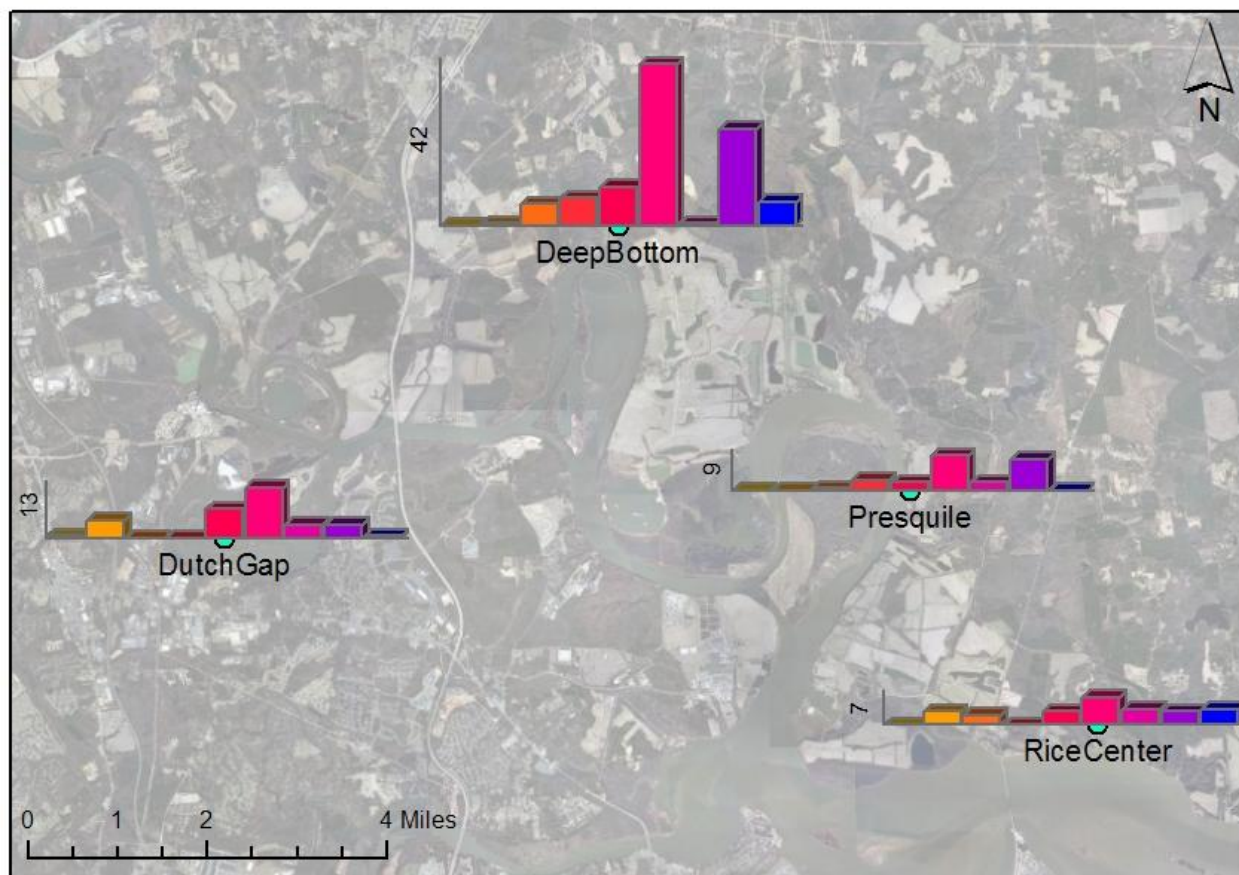 N
42
DeepBottom
9
Presquile
13
DutchGap
7
RiceCenter
0 1 2 4 Miles